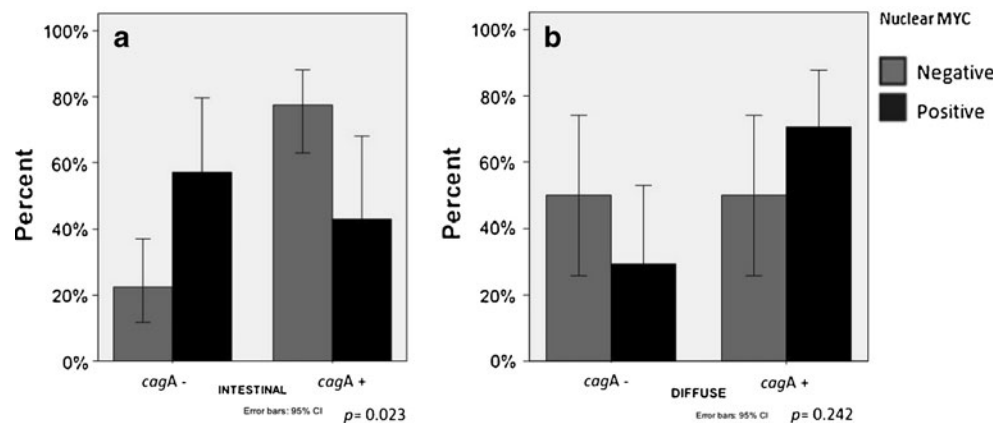 a
100%
80%
60%
40%
20%
0%
Percent
cagA -
INTESTINAL
cagA +
Error bars: 95% CI
p= 0.023
b
100%
80%
60%
40%
20%
0%
Percent
cagA -
DIFFUSE
cagA +
Error bars: 95% CI
p= 0.242
Nuclear MYC
Negative
Positive